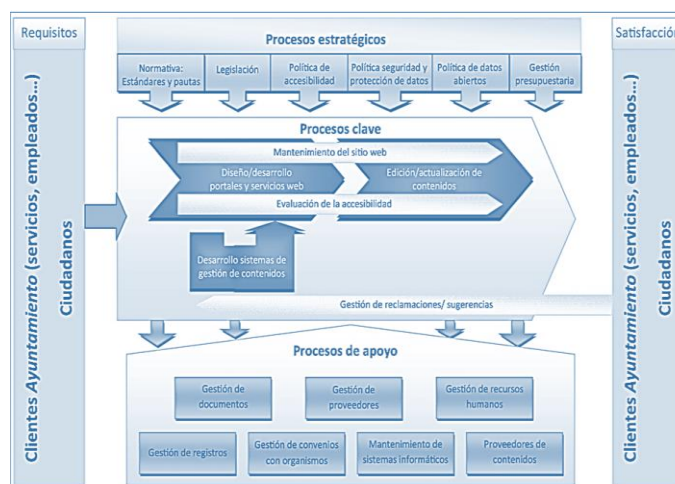 Requisitos
Clientes Ayuntamiento (servicios, empleados...)
Ciudadanos
Procesos estratégicos
Normativa:
Estándares y pautas
Legislación
Política de
accesibilidad
Política seguridad y
protección de datos
Política de datos
abiertos
Gestión
presupuestaria
Procesos clave
Mantenimiento del sitio web
Diseño/desarrollo
portales y servicios web
Edición/actualización de
contenidos
Evaluación de la accesibilidad
Desarrollo sistemas de
gestión de contenidos
Gestión de reclamaciones/ sugerencias
Procesos de apoyo
Gestión de
documentos
Gestión de
proveedores
Gestión de recursos
humanos
Gestión de registros
Gestión de convenios
con organismos
Mantenimiento de
sistemas informáticos
Proveedores de
contenidos
Satisfacción
Clientes Ayuntamiento (servicios, empleados...)
Ciudadanos